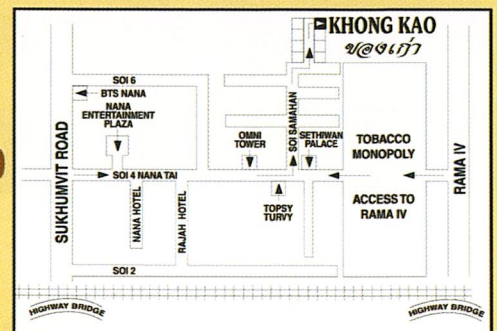 KHONG KAO
ของเก่า
SOI 6
BTS NANA
NANA
ENTERTAINMENT
PLAZA
SUKHUMVIT ROAD
OMNI
TOWER
SOI SAMAHAN
SETHIWAN
PALACE
TOBACCO
MONOPOLY
RAMA IV
SOI 4 NANA TAI
NANA HOTEL
RAJAH HOTEL
TOPSY
TURVY
ACCESS TO
RAMA IV
SOI 2
HIGHWAY BRIDGE
HIGHWAY BRIDGE